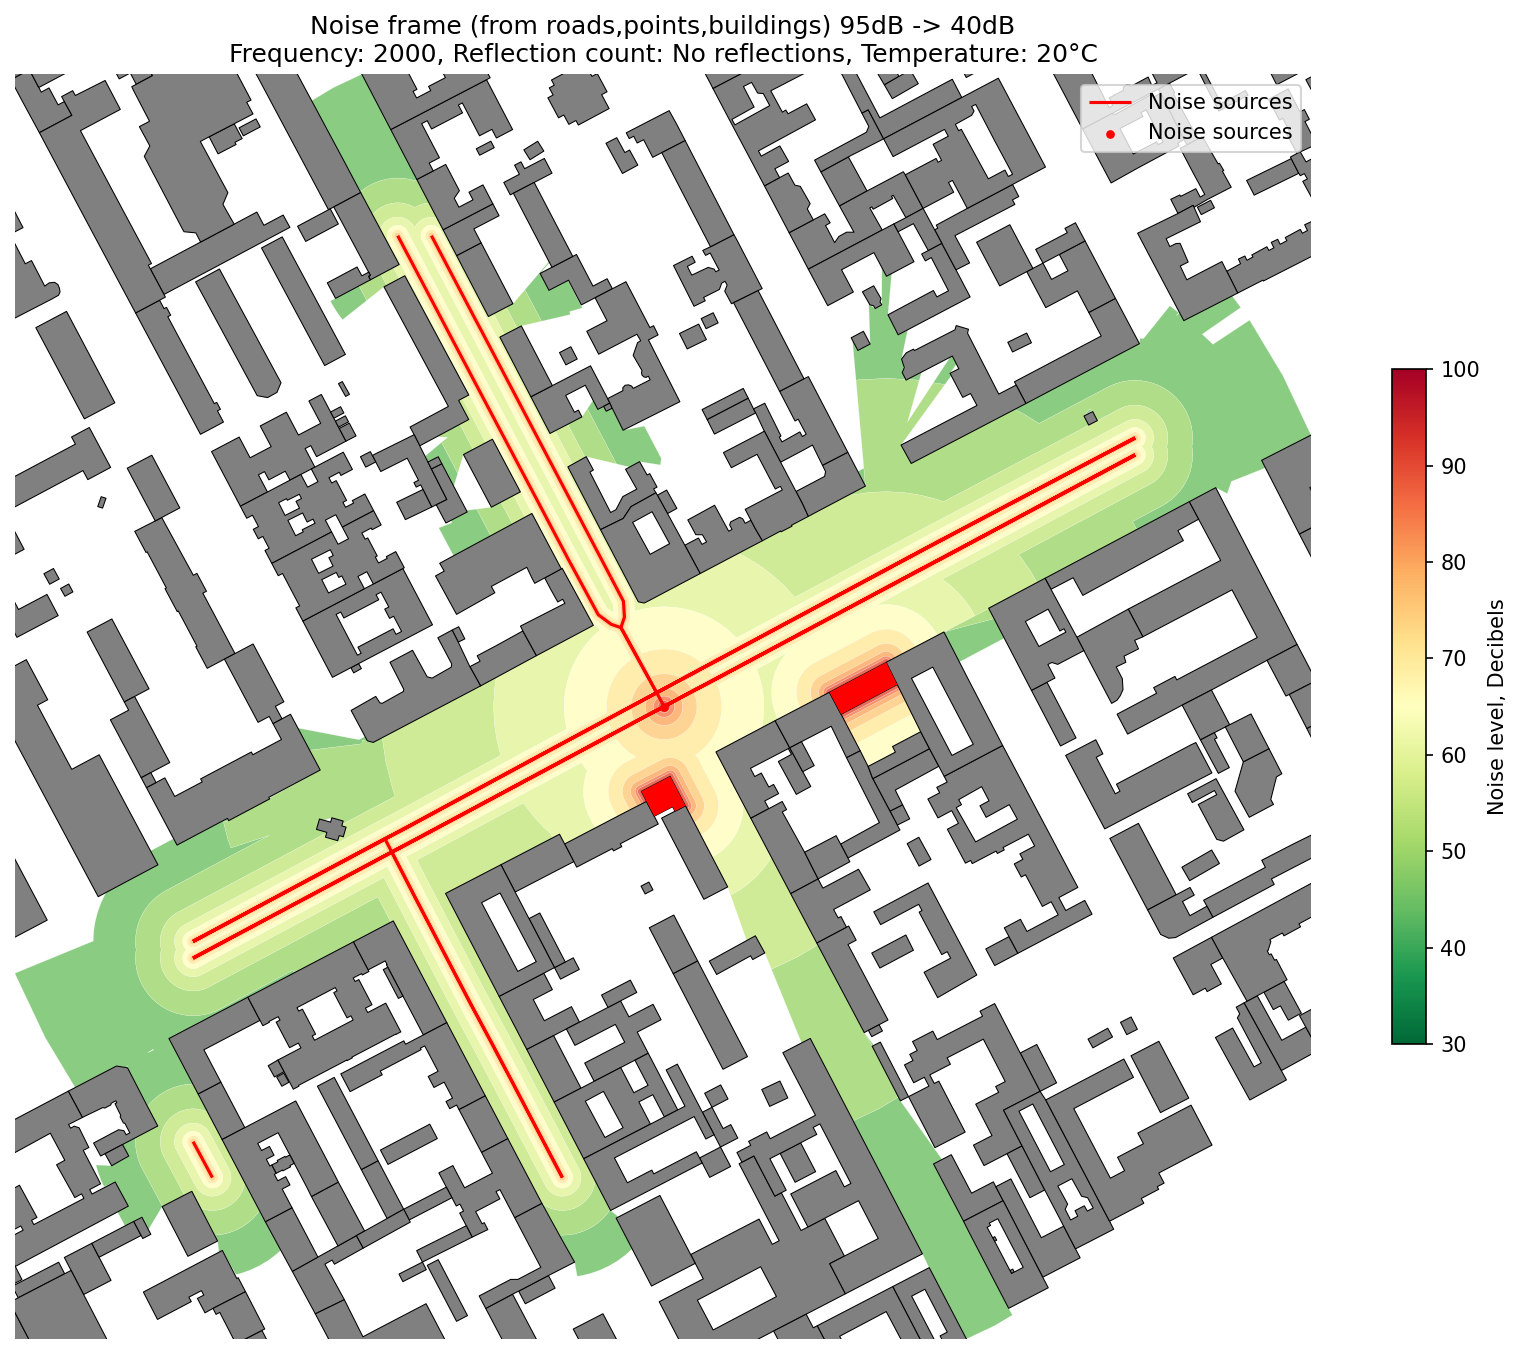 Noise frame (from roads,points,buildings) 95dB -> 40dB
Frequency: 2000, Reflection count: No reflections, Temperature: 20°C
Noise sources
Noise sources
100
90
80
70
60
50
40
30
Noise level, Decibels